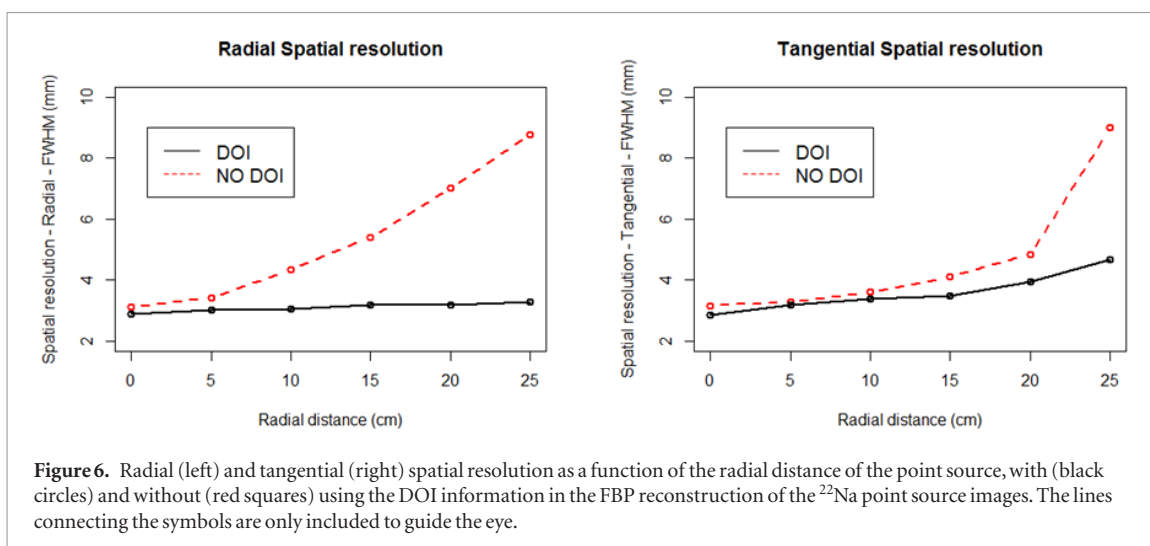 Radial Spatial resolution
Spatial resolution - Radial - FWHM (mm)
10
8
6
4
2
DOI
NO DOI
0 5 10 15 20 25
Radial distance (cm)
Tangential Spatial resolution
Spatial resolution - Tangential - FWHM (mm)
10
8
6
4
2
DOI
NO DOI
0 5 10 15 20 25
Radial distance (cm)
Figure 6. Radial (left) and tangential (right) spatial resolution as a function of the radial distance of the point source, with (black
circles) and without (red squares) using the DOI information in the FBP reconstruction of the ²²Na point source images. The lines
connecting the symbols are only included to guide the eye.